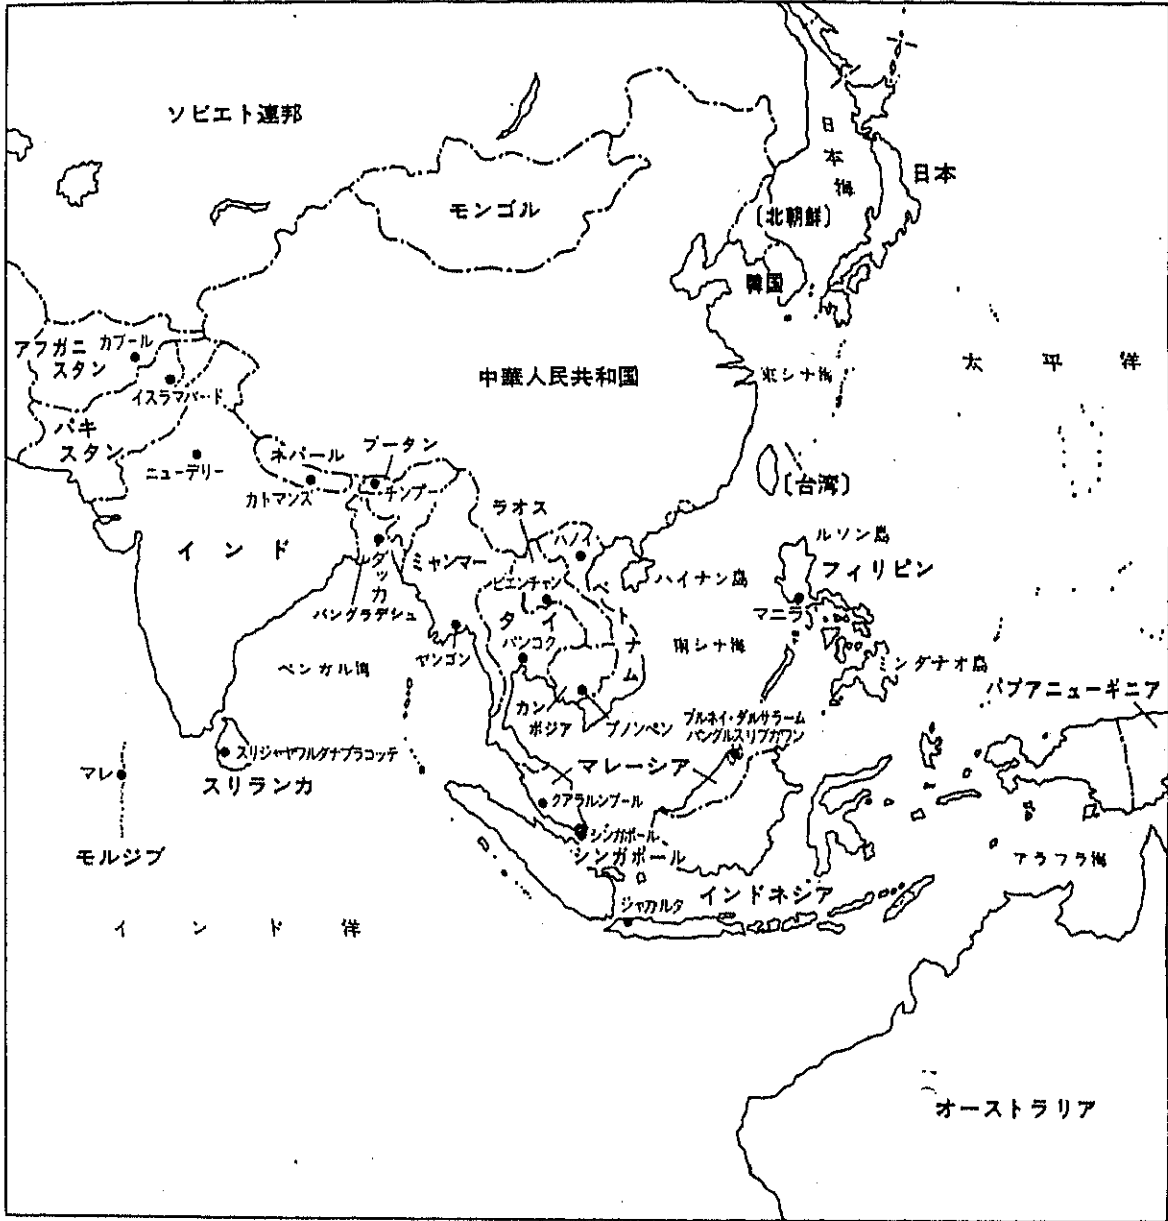 ソビエト連邦
モンゴル
日本海
日本
〔北朝鮮〕
韓国
アフガニスタン
カブール
イスラマバード
パキスタン
中華人民共和国
東シナ海
太平洋
ニューデリー
ネパール
ブータン
カトマンズ
チンプー
〔台湾〕
ラオス
ハノイ
ルソン島
インド
ダッカ
ミャンマー
ビエンチャン
ハイナン島
フィリピン
バングラデシュ
タイ
ベトナム
マニラ
ベンガル湾
ヤンゴン
バンコク
南シナ海
ミンダナオ島
パプアニューギニア
カンボジア
プノンペン
ブルネイ・ダルサラーム
バングルスリブガワン
スリジャヤワルダナプラコッテ
マレ
スリランカ
マレーシア
クアラルンプール
シンガポール
シンガポール
モルジブ
アラフラ海
インドネシア
ジャカルタ
インド洋
オーストラリア